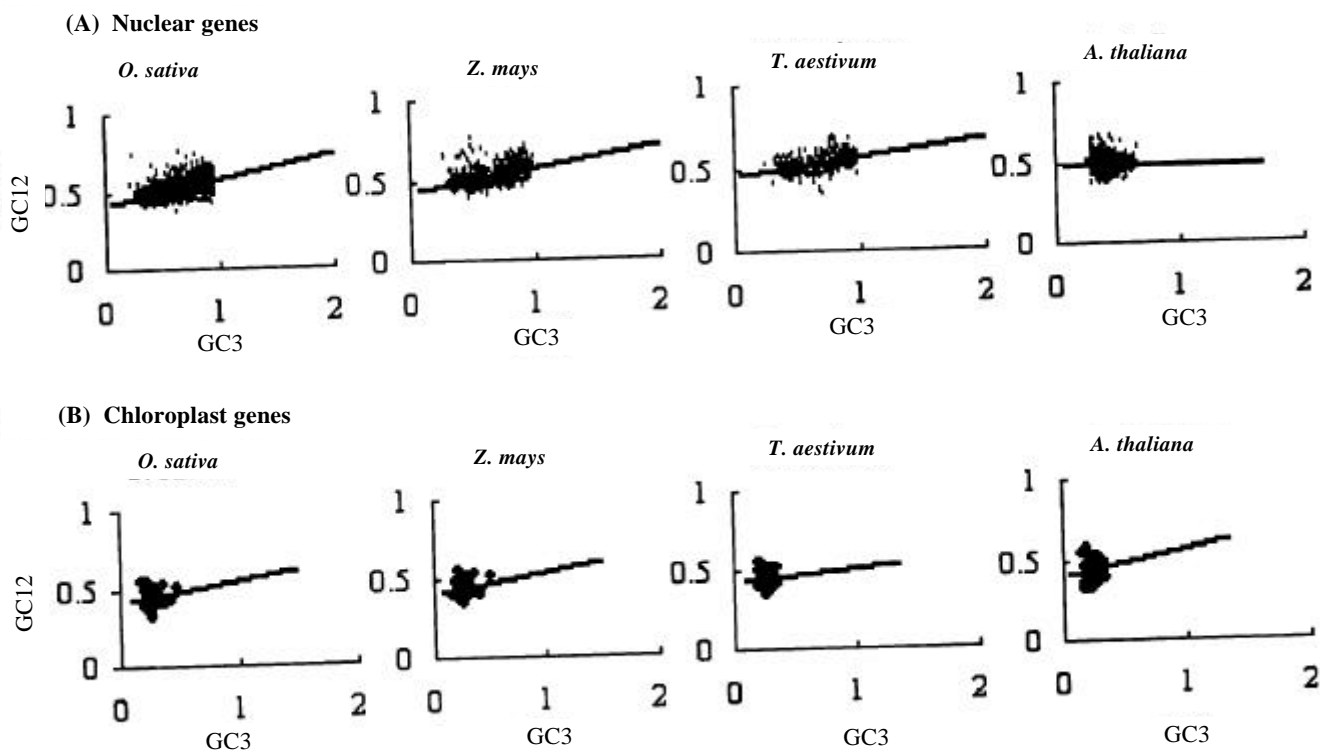 (A) Nuclear genes
O. sativa
Z. mays
T. aestivum
A. thaliana
GC12
1
0.5
0
0 1 2
GC3
1
0.5
0
0 1 2
GC3
1
0.5
0
0 1 2
GC3
1
0.5
0
0 1 2
GC3
(B) Chloroplast genes
O. sativa
Z. mays
T. aestivum
A. thaliana
GC12
1
0.5
0
0 1 2
GC3
1
0.5
0
0 1 2
GC3
1
0.5
0
0 1 2
GC3
1
0.5
0
0 1 2
GC3